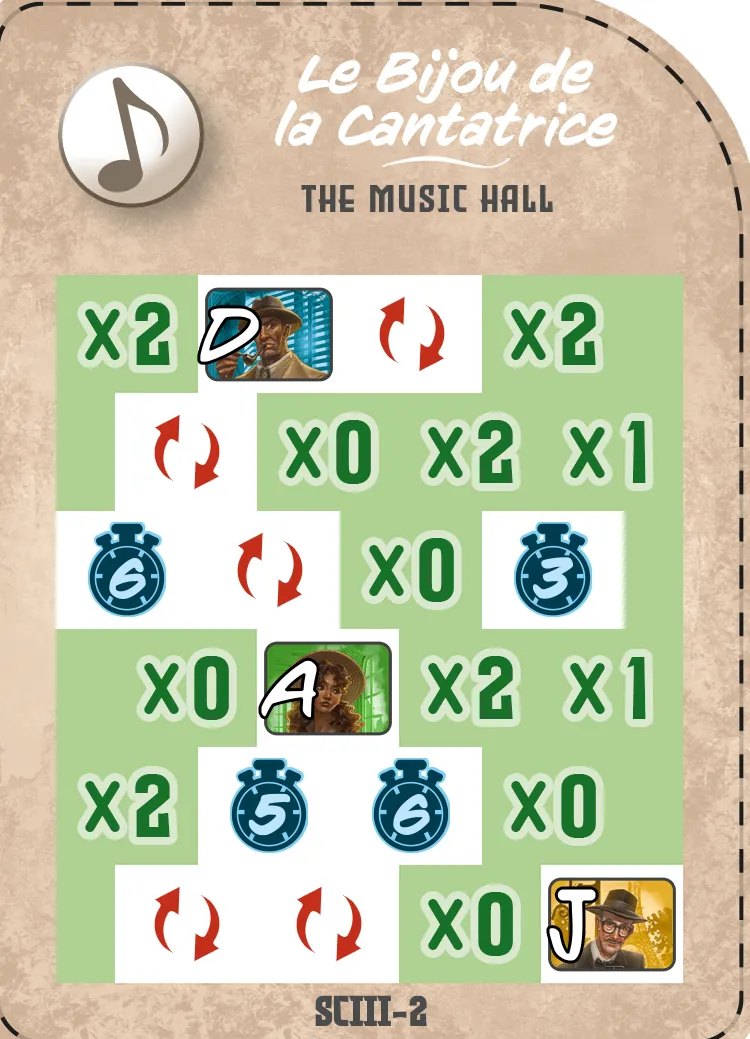 Le Bijou de
la Cantatrice
THE MUSIC HALL
X2 D X2
X0 X2 X1
6 X0 3
X0 A X2 X1
X2 5 6 X0
X0 J
SCIII-2